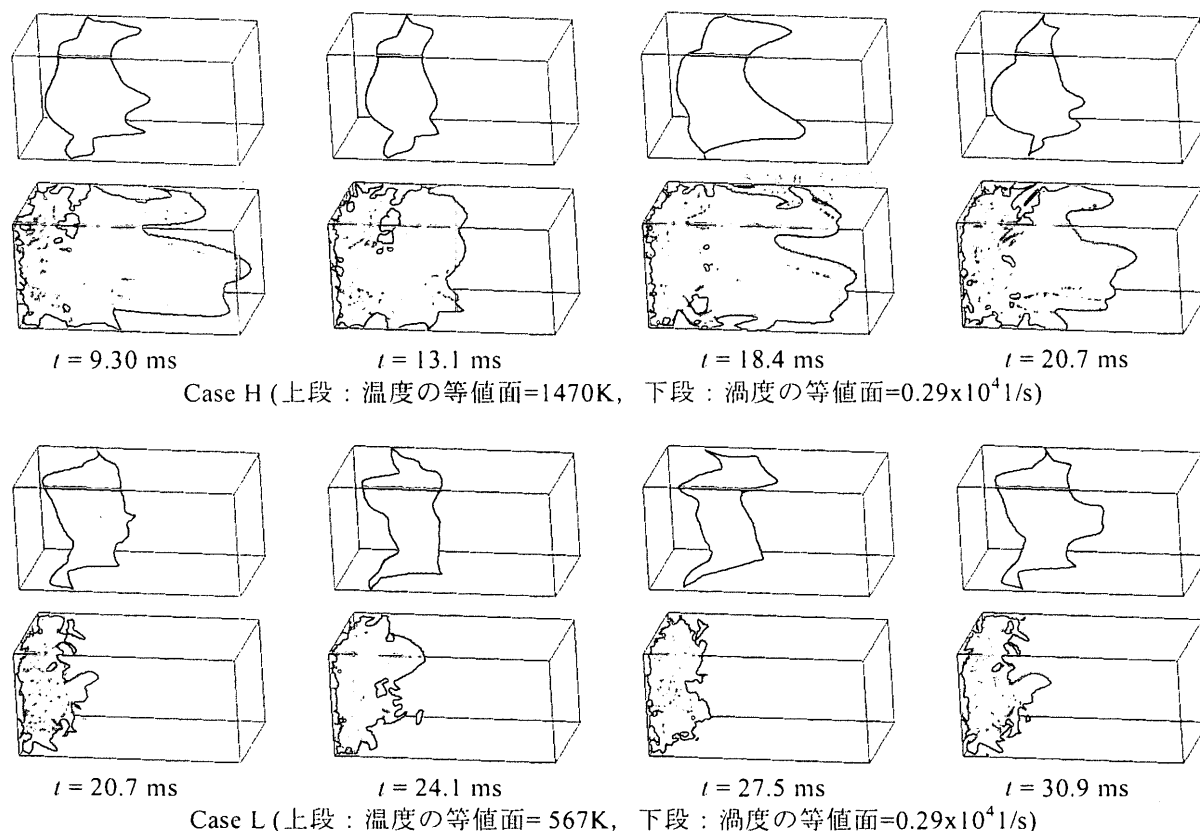 t = 9.30 ms t = 13.1 ms t = 18.4 ms t = 20.7 ms
Case H (上段：温度の等値面=1470K, 下段：渦度の等値面=0.29x10⁴1/s)
t = 20.7 ms t = 24.1 ms t = 27.5 ms t = 30.9 ms
Case L (上段：温度の等値面= 567K, 下段：渦度の等値面=0.29x10⁴1/s)